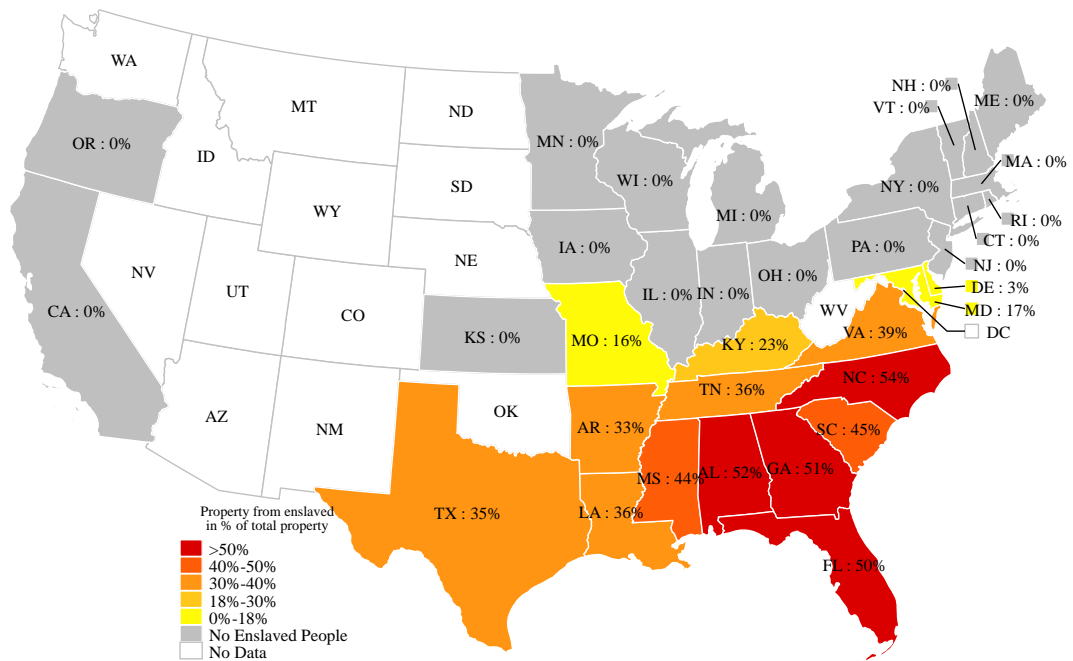 WA
MT
ND
MN : 0%
OR : 0%
ID
SD
WI : 0%
NH : 0%
VT : 0%
ME : 0%
MA : 0%
WY
MI : 0%
NY : 0%
RI : 0%
CT : 0%
NJ : 0%
DE : 3%
MD : 17%
DC
IA : 0%
NE
PA : 0%
NV
UT
OH : 0%
IL : 0%
IN : 0%
CA : 0%
CO
KS : 0%
MO : 16%
WV
KY : 23%
VA : 39%
TN : 36%
NC : 54%
AZ
NM
OK
AR : 33%
SC : 45%
MS : 44%
AL : 52%
GA : 51%
TX : 35%
LA : 36%
FL : 50%
Property from enslaved
in % of total property
>50%
40%-50%
30%-40%
18%-30%
0%-18%
No Enslaved People
No Data